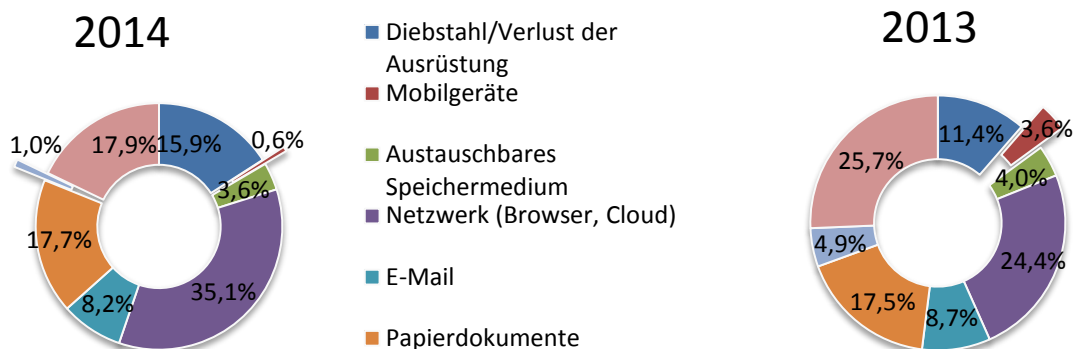 2014
1,0%
17,9%
15,9%
0,6%
3,6%
17,7%
8,2%
35,1%
Diebstahl/Verlust der
Ausrüstung
Mobilgeräte
Austauschbares
Speichermedium
Netzwerk (Browser, Cloud)
E-Mail
Papierdokumente
2013
25,7%
11,4%
3,6%
4,0%
4,9%
24,4%
17,5%
8,7%